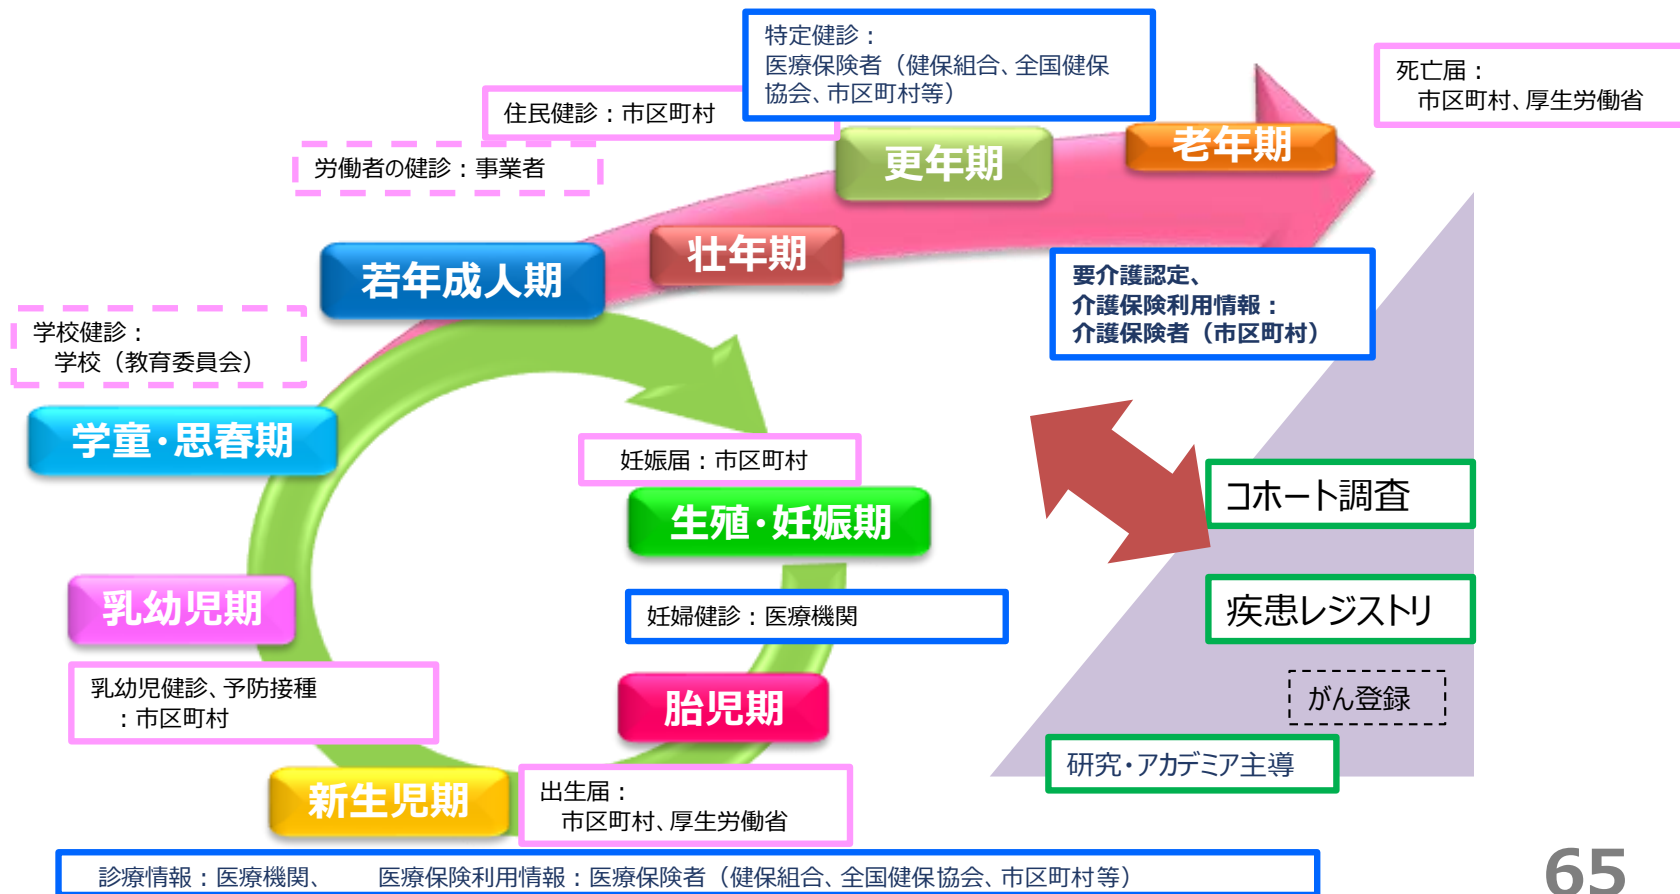 特定健診：
医療保険者（健保組合、全国健保
協会、市区町村等）
死亡届：
市区町村、厚生労働省
住民健診：市区町村
労働者の健診：事業者
更年期
老年期
壮年期
若年成人期
要介護認定、
介護保険利用情報：
介護保険者（市区町村）
学校健診：
学校（教育委員会）
学童・思春期
妊娠届：市区町村
コホート調査
生殖・妊娠期
乳幼児期
妊婦健診：医療機関
疾患レジストリ
乳幼児健診、予防接種
：市区町村
胎児期
がん登録
研究・アカデミア主導
新生児期
出生届：
市区町村、厚生労働省
診療情報：医療機関、　医療保険利用情報：医療保険者（健保組合、全国健保協会、市区町村等）
65